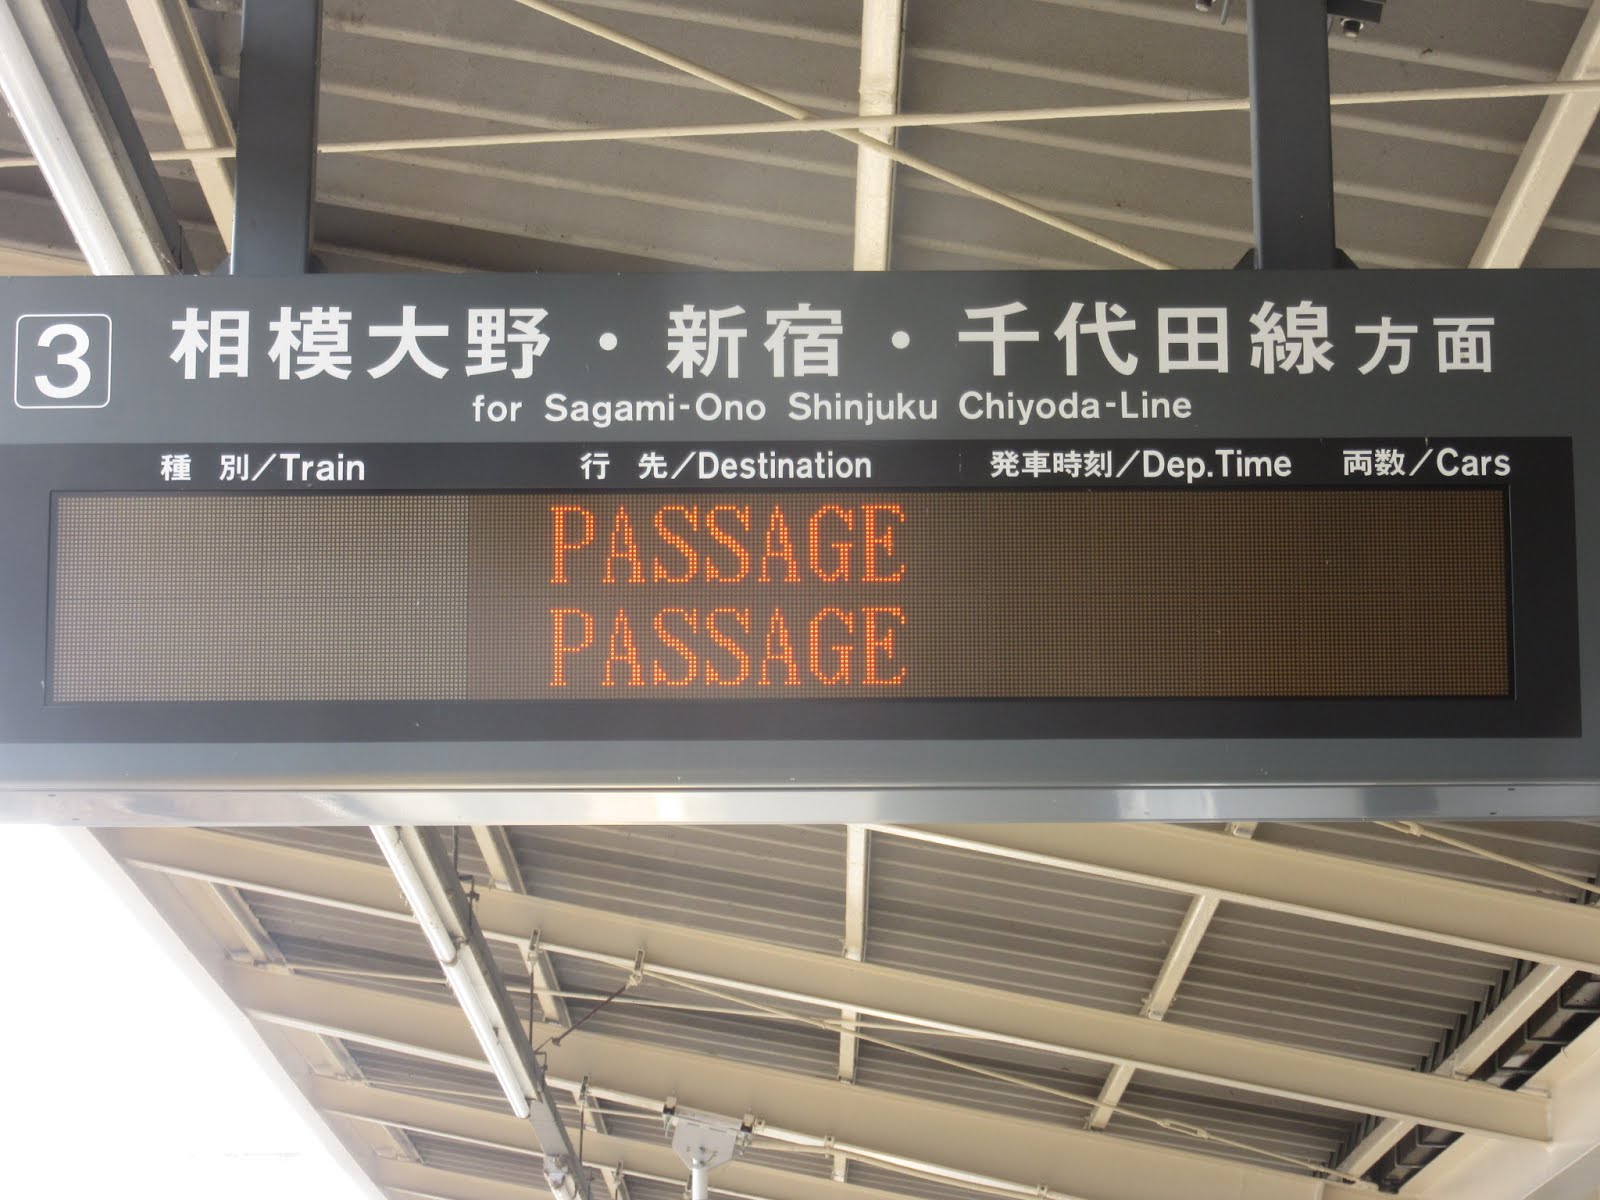 3 相模大野・新宿・千代田線方面
for Sagami-Ono Shinjuku Chiyoda-Line
種 別/Train 行 先/Destination 発車時刻/Dep.Time 両数/Cars
PASSAGE
PASSAGE